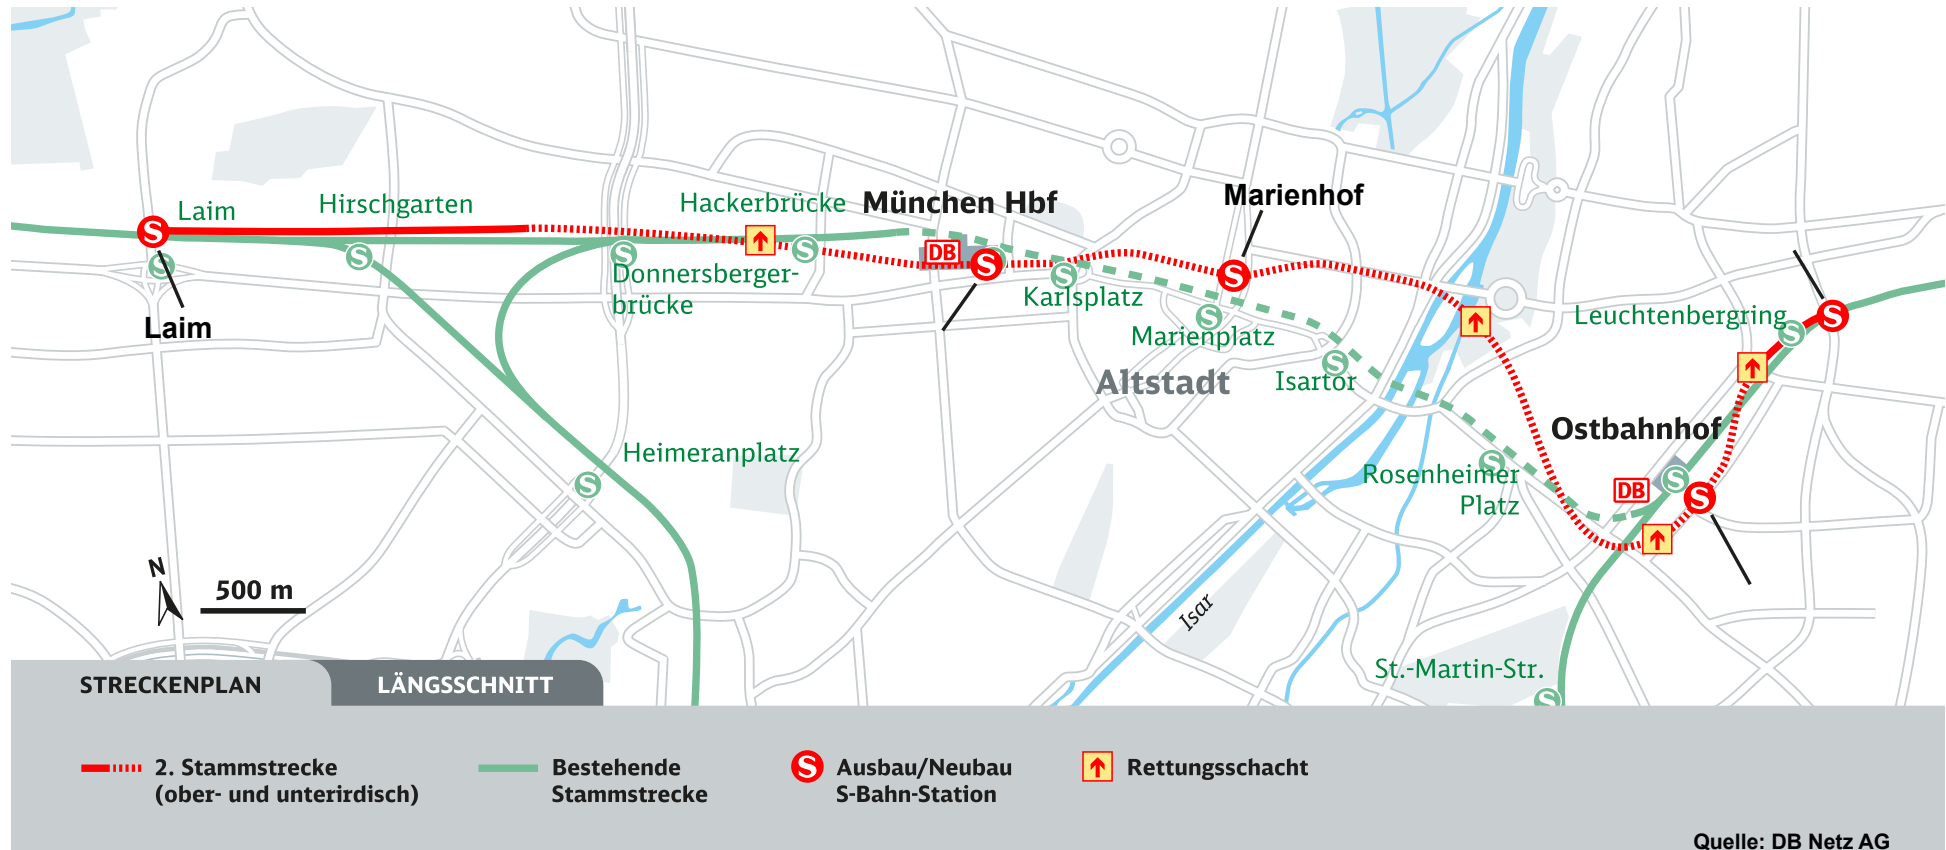 Laim
Hirschgarten
Hackerbrücke
München Hbf
Marienhof
S
S
S
S
S
DB
S
S
S
S
Donnersberger-
brücke
Karlsplatz
Laim
Marienplatz
S
Leuchtenbergring
S
S
Altstadt
Isartor
S
Ostbahnhof
Heimeranplatz
S
Rosenheimer
Platz
S
DB
S
S
N
500 m
Isar
St.-Martin-Str.
S
STRECKENPLAN
LÄNGSSCHNITT
2. Stammstrecke
(ober- und unterirdisch)
Bestehende
Stammstrecke
S
Ausbau/Neubau
S-Bahn-Station
Rettungsschacht
Quelle: DB Netz AG